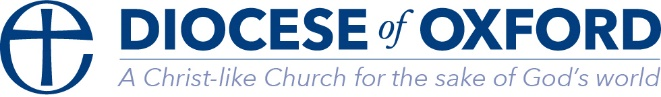 DIOCESE of OXFORD
A Christ-like Church for the sake of God's world